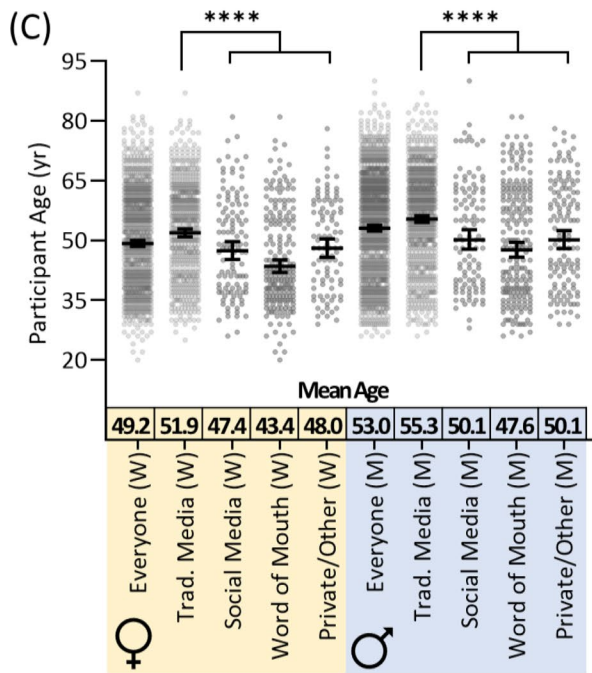 (C)
**** ****
95
80
65
50
35
20
Participant Age (yr)
Mean Age
49.2 51.9 47.4 43.4 48.0 53.0 55.3 50.1 47.6 50.1
Everyone (W)
Trad. Media (W)
Social Media (W)
Word of Mouth (W)
Private/Other (W)
Everyone (M)
Trad. Media (M)
Social Media (M)
Word of Mouth (M)
Private/Other (M)
♀ ♂